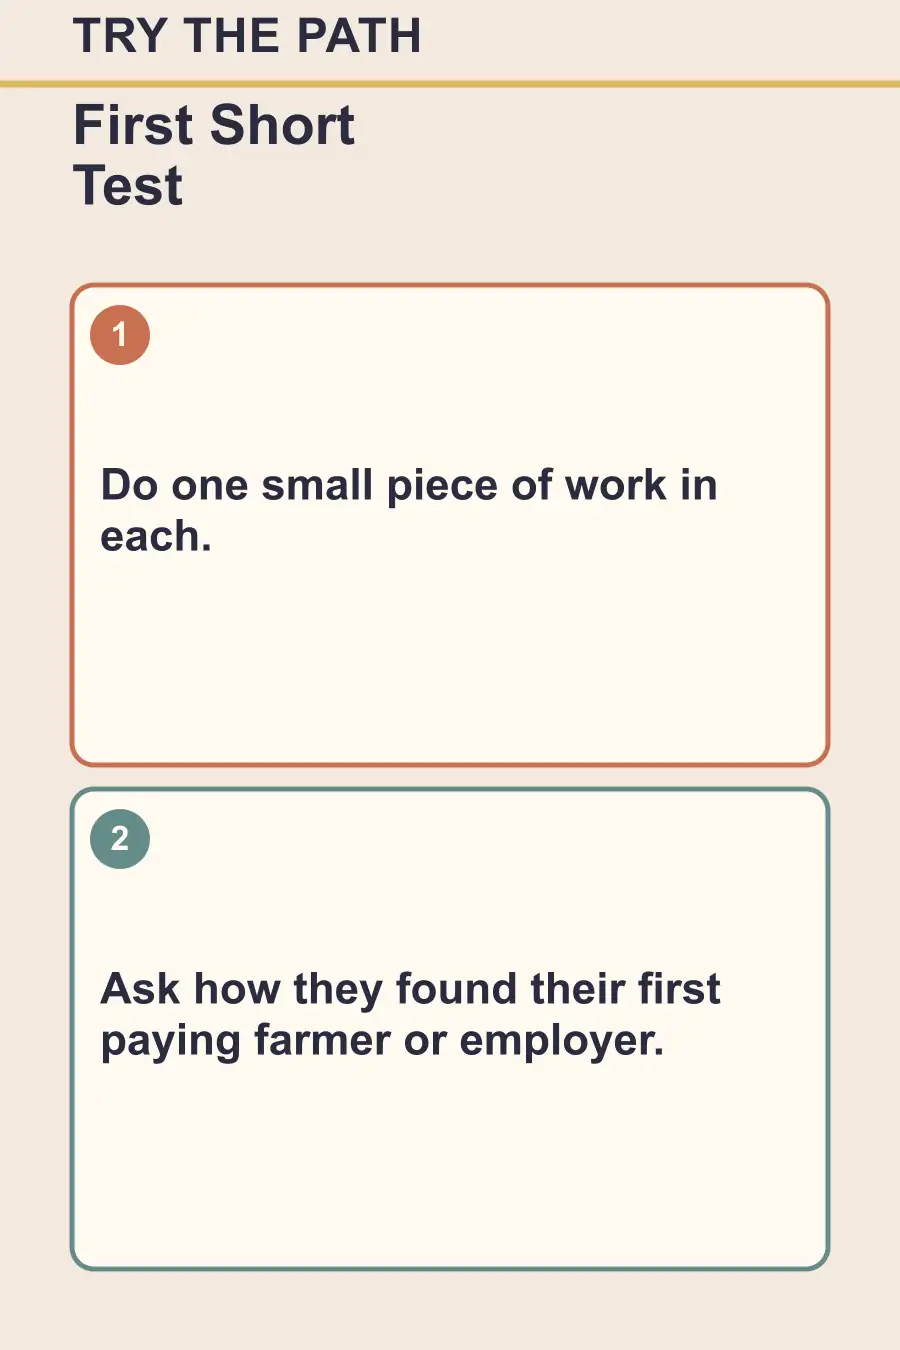 TRY THE PATH
First Short
Test
1
Do one small piece of work in
each.
2
Ask how they found their first
paying farmer or employer.